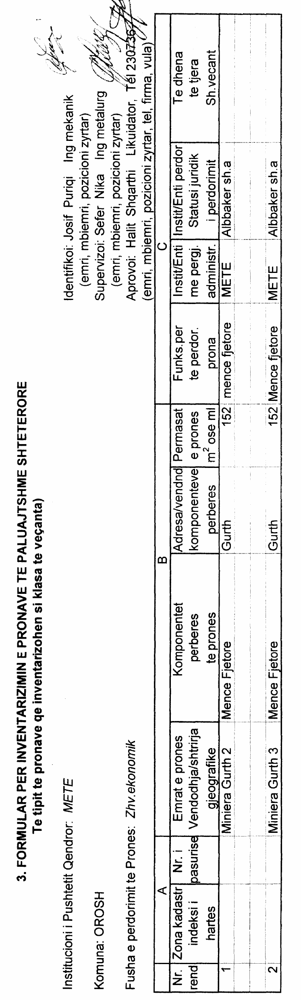 3. FORMULAR PER INVENTARIZIMIN E PRONAVE TE PALUAJTSHME SHTETERORE
Te tipit te pronave qe inventarizohen si klasa te veçanta)
Institucioni i Pushtetit Qendror: METE
Komuna: OROSH
Fusha e perdorimit te Prones: Zhv.ekonomik
Identifikoi: Josif Puriqi Ing mekanik
(emri, mbiemri, pozicioni zyrtar)
Supervizoi: Sefer Nika Ing metalurg
(emri, mbiemri, pozicioni zyrtar)
Aprovoi: Halit Shqarthi Likuidator, Tel 230736
(emri, mbiemri, pozicioni zyrtar, tel, firma, vula)
A B C
Nr. Zona kadastr Nr. i Emrat e prones Komponentet Adresa/vendnd Permasat Funks.per Instit/Enti Instit/Enti perdor Te dhena
rend indeksi i pasurise Vendodhja/shtrirja perberes komponenteve e prones te perdor. me pergj. Statusi juridik te tjera
hartes gjeografike te prones perberes m² ose ml prona administr. i perdorimit Sh.vecant
1 Miniera Gurth 2 Mence Fjetore Gurth 152 mence fjetore METE Albbaker sh.a
2 Miniera Gurth 3 Mence Fjetore Gurth 152 Mence fjetore METE Albbaker sh.a